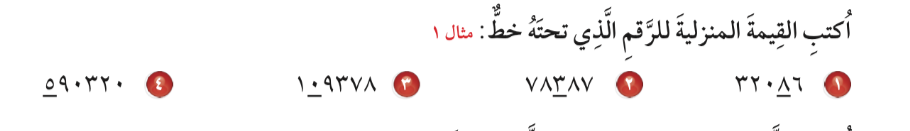 اُكتبِ القِيمةَ المنزليةَ للرَّقمِ الَّذِي تحتَهُ خطٌّ: مثال ١
١ ٣٢٠٨٦ ٢ ٧٨٣٨٧ ٣ ١٠٩٣٧٨ ٤ ٥٩٠٣٢٠